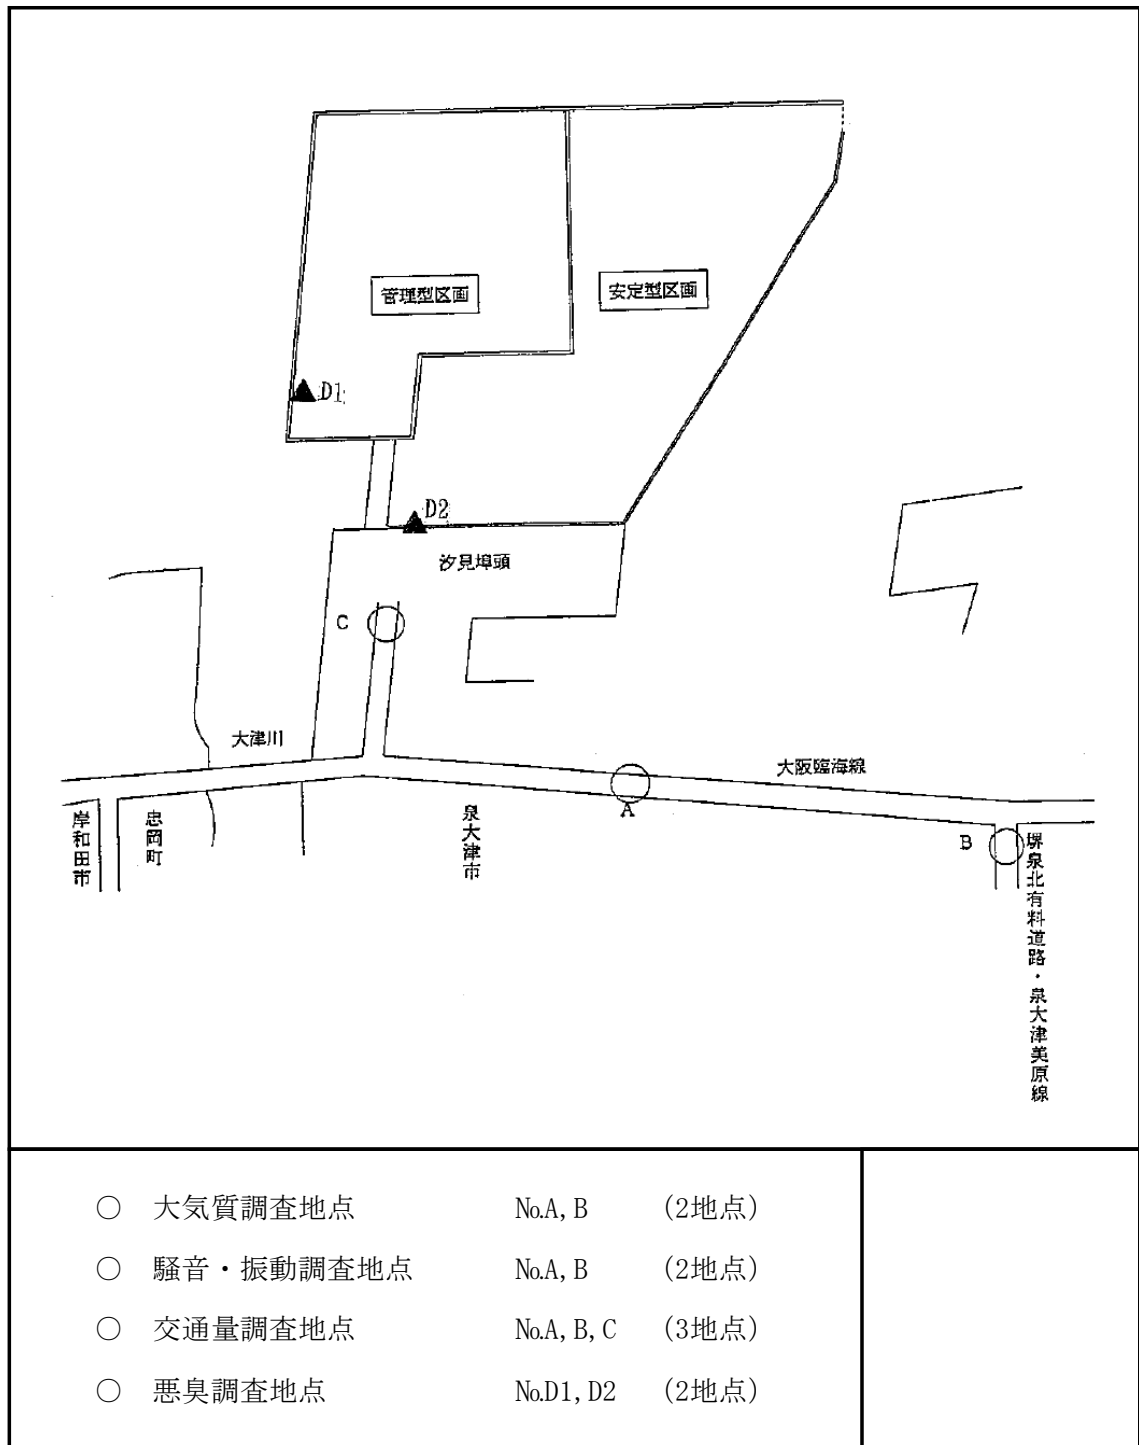 管理型区画
安定型区画
D1
D2
汐見埠頭
C
大津川
大阪臨海線
A
B
岸和田市
忠岡町
泉大津市
堺泉北有料道路・泉大津美原線
○ 大気質調査地点 No.A, B (2地点)
○ 騒音・振動調査地点 No.A, B (2地点)
○ 交通量調査地点 No.A, B, C (3地点)
○ 悪臭調査地点 No.D1, D2 (2地点)